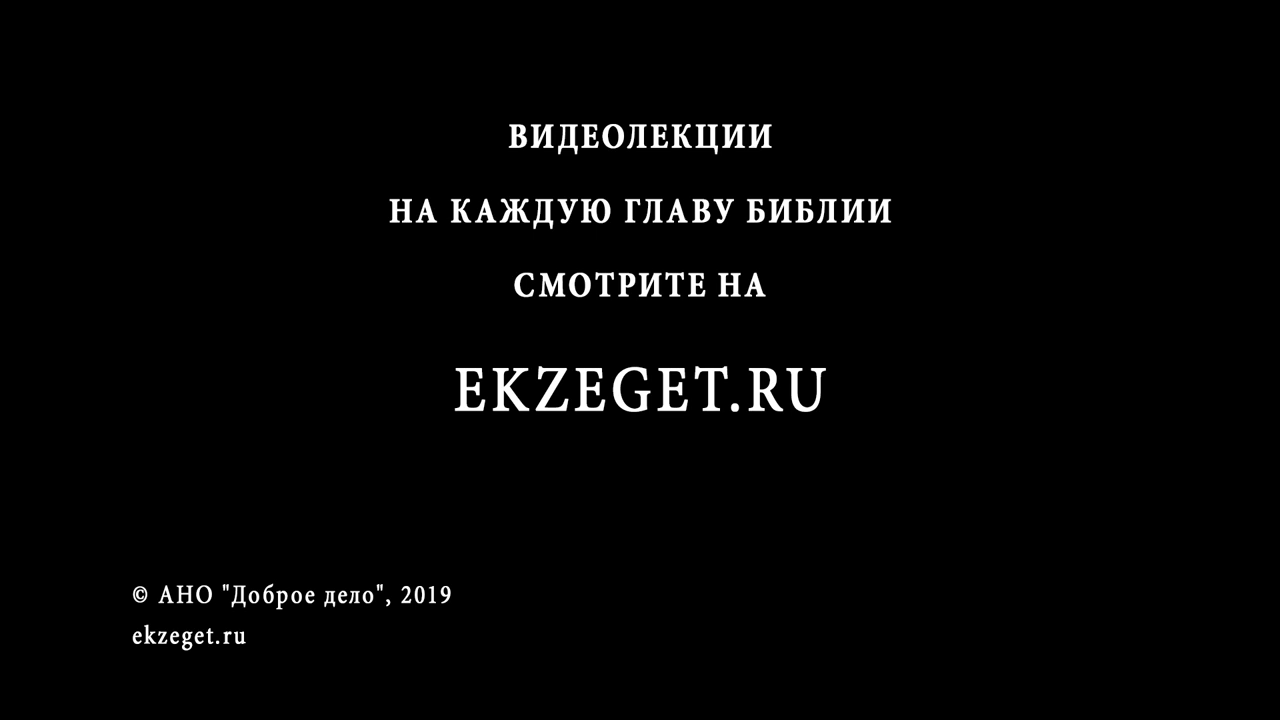 ВИДЕОЛЕКЦИИ
НА КАЖДУЮ ГЛАВУ БИБЛИИ
СМОТРИТЕ НА
EKZEGET.RU
© АНО "Доброе дело", 2019
ekzeget.ru